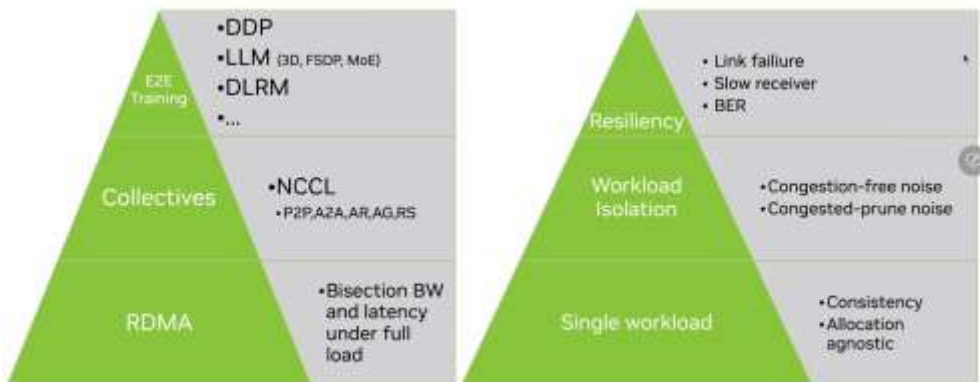 •DDP
•LLM (3D, FSDP, MoE)
•DLRM
•...
E2E
Training
Collectives
•NCCL
•P2P,A2A,AR,AG,RS
RDMA
•Bisection BW
and latency
under full
load
• Link failiure
• Slow receiver
• BER
Resiliency
Workload
Isolation
•Congestion-free noise
•Congested-prune noise
Single workload
•Consistency
•Allocation
agnostic